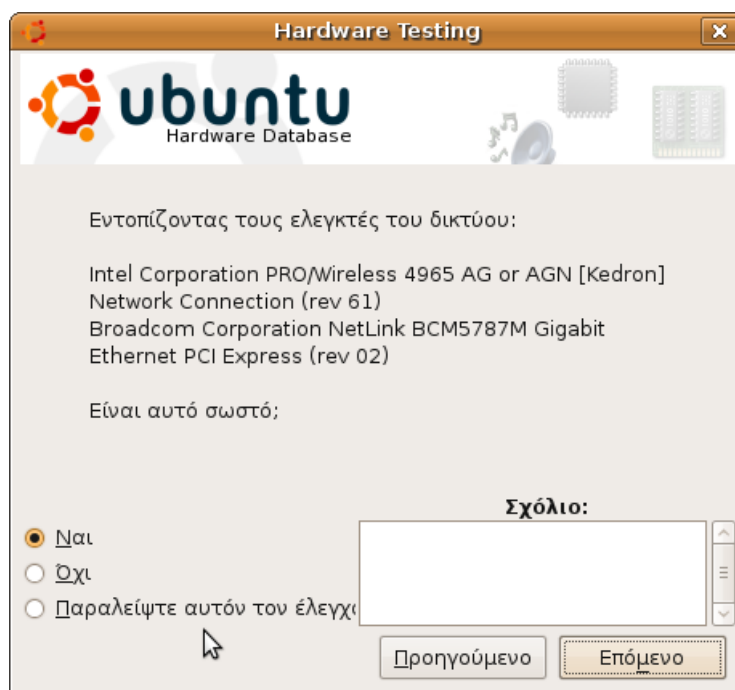 Hardware Testing
ubuntu
Hardware Database
Εντοπίζοντας τους ελεγκτές του δικτύου:
Intel Corporation PRO/Wireless 4965 AG or AGN [Kedron]
Network Connection (rev 61)
Broadcom Corporation NetLink BCM5787M Gigabit
Ethernet PCI Express (rev 02)
Είναι αυτό σωστό;
Σχόλιο:
Ναι
Όχι
Παραλείψτε αυτόν τον
Προηγούμενο Επόμενο